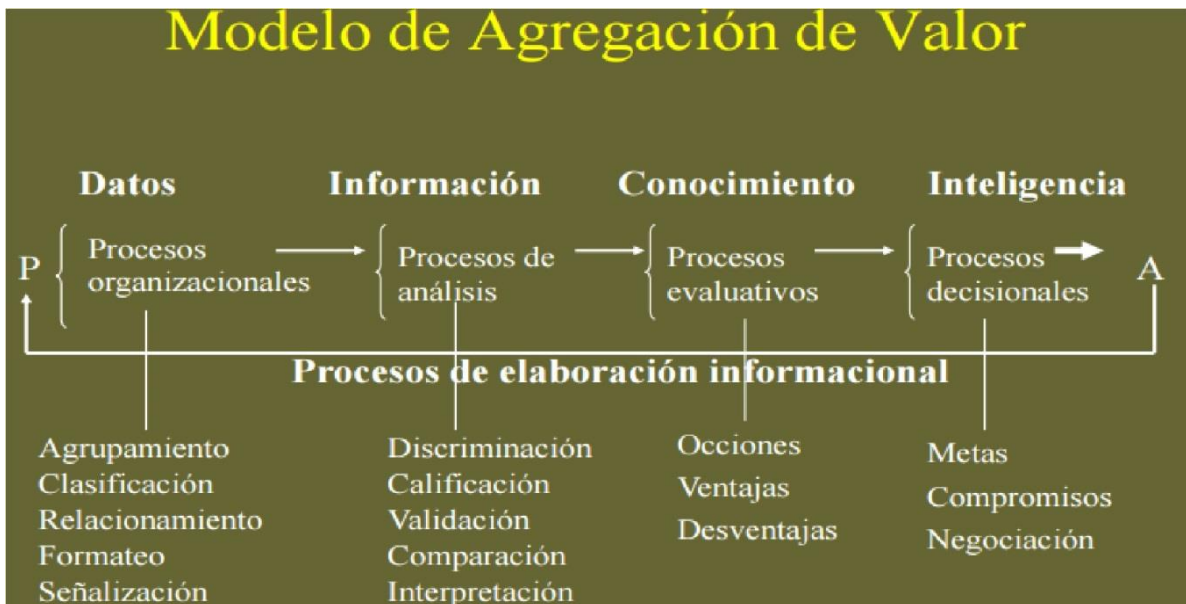 Modelo de Agregación de Valor
Datos
Información
Conocimiento
Inteligencia
P
Procesos
organizacionales
Procesos de
análisis
Procesos
evaluativos
Procesos
decisionales
A
Procesos de elaboración informacional
Agrupamiento
Clasificación
Relacionamiento
Formateo
Señalización
Discriminación
Calificación
Validación
Comparación
Interpretación
Occiones
Ventajas
Desventajas
Metas
Compromisos
Negociación